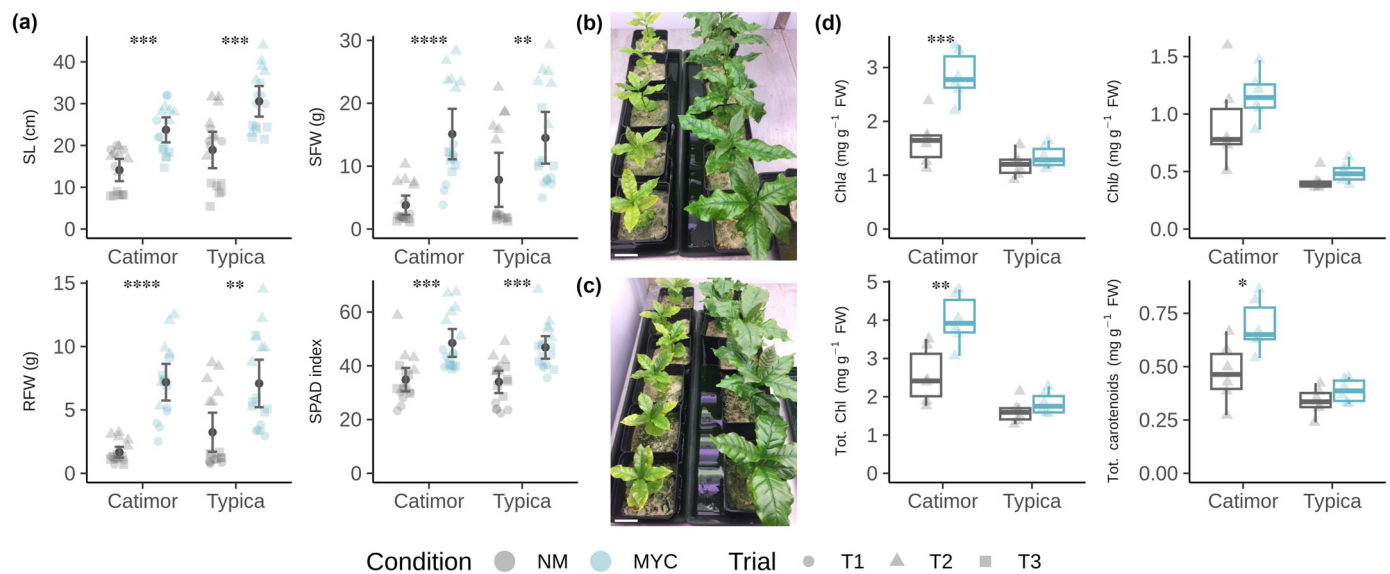 (a)
SL (cm)
40
30
20
10
0
*** ***
Catimor Typica
SFW (g)
30
20
10
0
**** **
Catimor Typica
RFW (g)
15
10
5
0
**** **
Catimor Typica
SPAD index
60
40
20
0
*** ***
Catimor Typica
(b)
(c)
(d)
Chla (mg g⁻¹ FW)
3
2
1
0
***
Catimor Typica
Chlb (mg g⁻¹ FW)
1.5
1.0
0.5
0.0
Catimor Typica
Tot. Chl (mg g⁻¹ FW)
5
4
3
2
1
0
**
Catimor Typica
Tot. carotenoids (mg g⁻¹ FW)
0.75
0.50
0.25
0.00
*
Catimor Typica
Condition NM MYC Trial T1 T2 T3